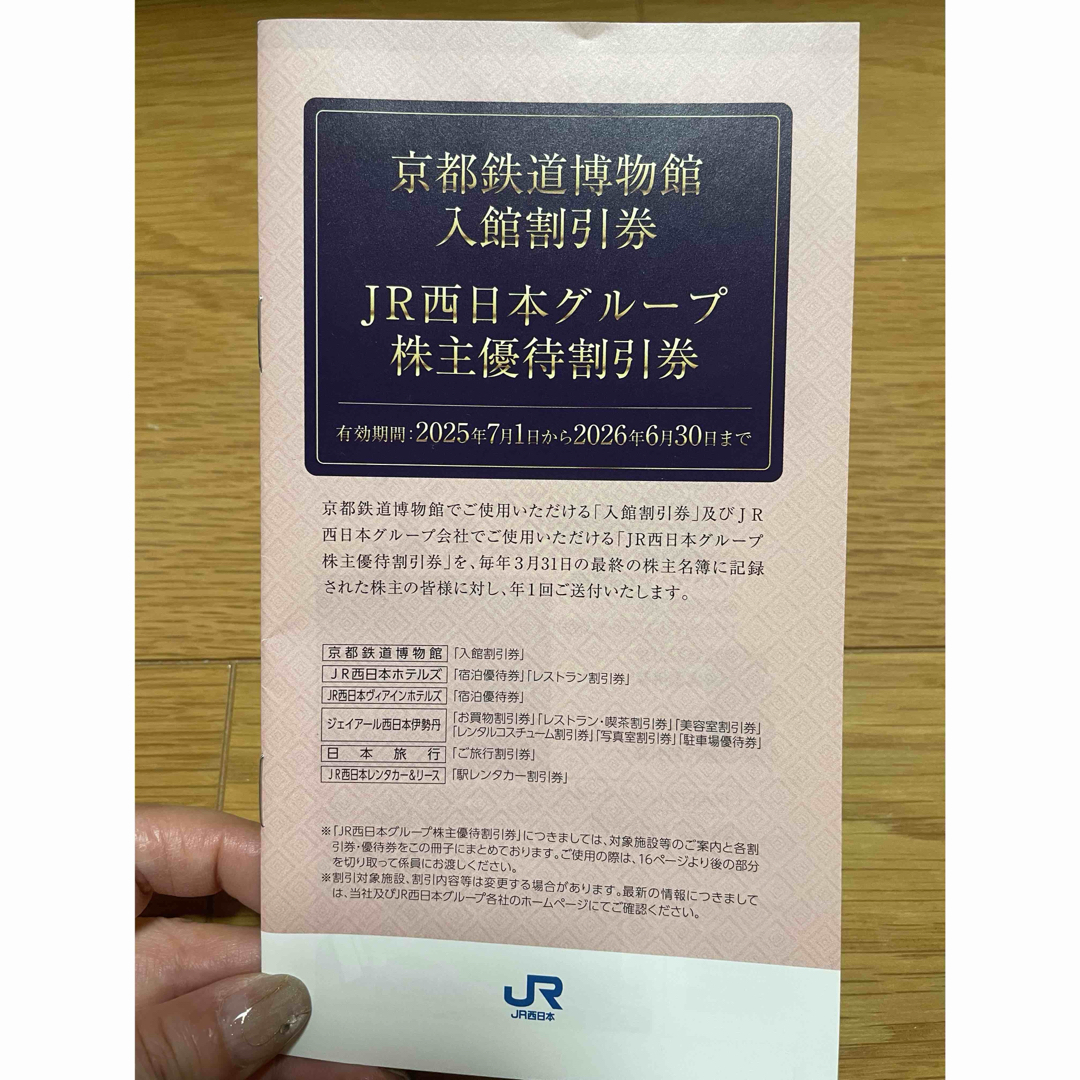 京都鉄道博物館
入館割引券
JR西日本グループ
株主優待割引券
有効期間:2025年7月1日から2026年6月30日まで
京都鉄道博物館でご使用いただける「入館割引券」及びJR
西日本グループ会社でご使用いただける「JR西日本グループ
株主優待割引券」を、毎年3月31日の最終の株主名簿に記録
された株主の皆様に対し、年1回ご送付いたします。
京都鉄道博物館 「入館割引券」
JR西日本ホテルズ 「宿泊優待券」「レストラン割引券」
JR西日本ヴィアインホテルズ 「宿泊優待券」
ジェイアール西日本伊勢丹 「お買物割引券」「レストラン・喫茶割引券」「美容室割引券」
「レンタルコスチューム割引券」「写真室割引券」「駐車場優待券」
日本旅行 「ご旅行割引券」
JR西日本レンタカー&リース 「駅レンタカー割引券」
※「JR西日本グループ株主優待割引券」につきましては、対象施設等のご案内と各割
引券・優待券をこの冊子にまとめております。ご使用の際は、16ページより後の部分
を切り取って係員にお渡しください。
※割引対象施設、割引内容等は変更する場合があります。最新の情報につきまして
は、当社及びJR西日本グループ各社のホームページにてご確認ください。
JR
JR西日本